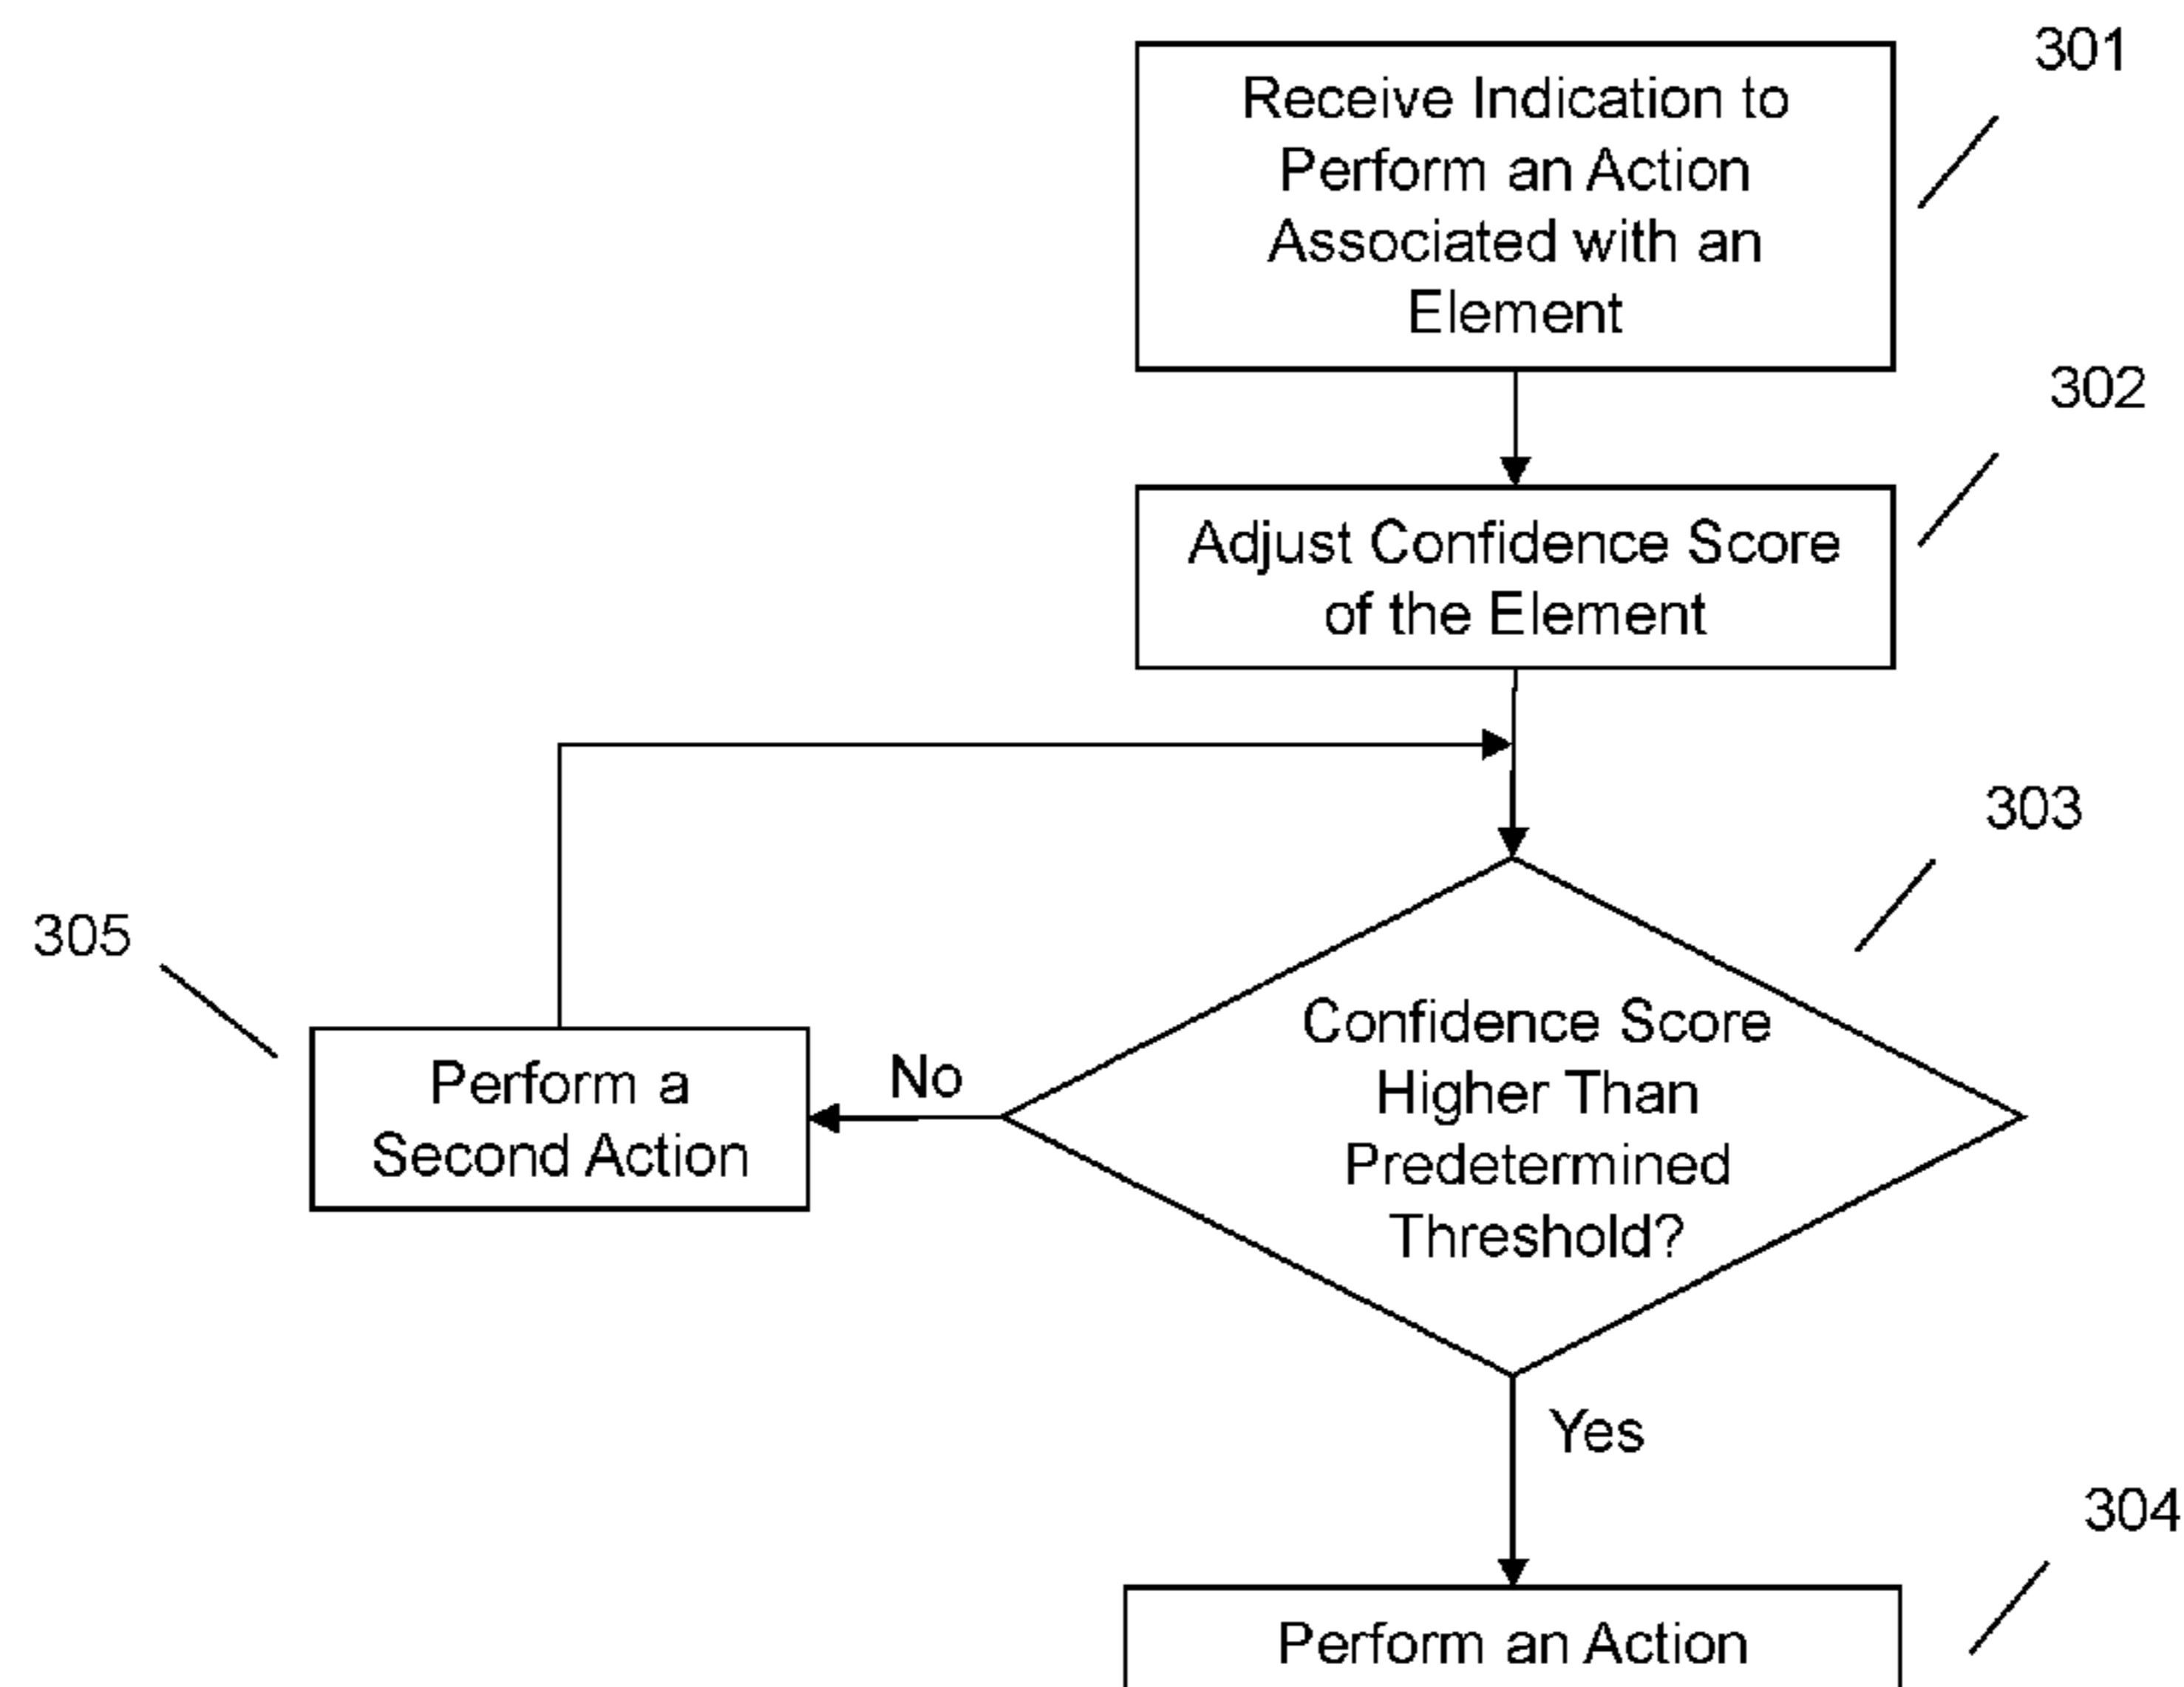 301
Receive Indication to
Perform an Action
Associated with an
Element
302
Adjust Confidence Score
of the Element
303
305
Confidence Score
Higher Than
Predetermined
Threshold?
No
Perform a
Second Action
Yes
304
Perform an Action